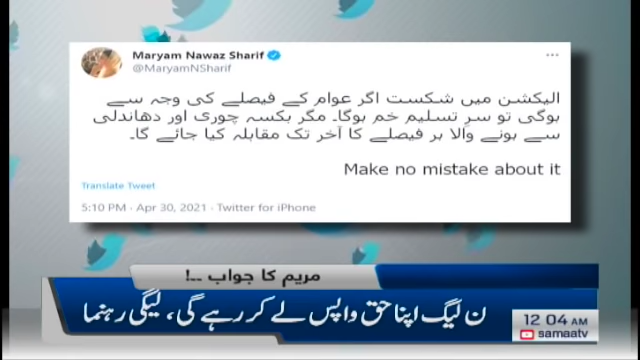 Maryam Nawaz Sharif
@MaryamNSharif
الیکشن میں شکست اگر عوام کے فیصلے کی وجہ سے
ہوگی تو سرِ تسلیم خم ہوگا۔ مگر بکسہ چوری اور دھاندلی
سے ہونے والا ہر فیصلے کا آخر تک مقابلہ کیا جائے گا۔
Make no mistake about it
Translate Tweet
5:10 PM · Apr 30, 2021 · Twitter for iPhone
مریم کا جواب ..!
ن لیگ اپنا حق واپس لے کر رہے گی، لیگی رہنما
12 04 AM
samaatv